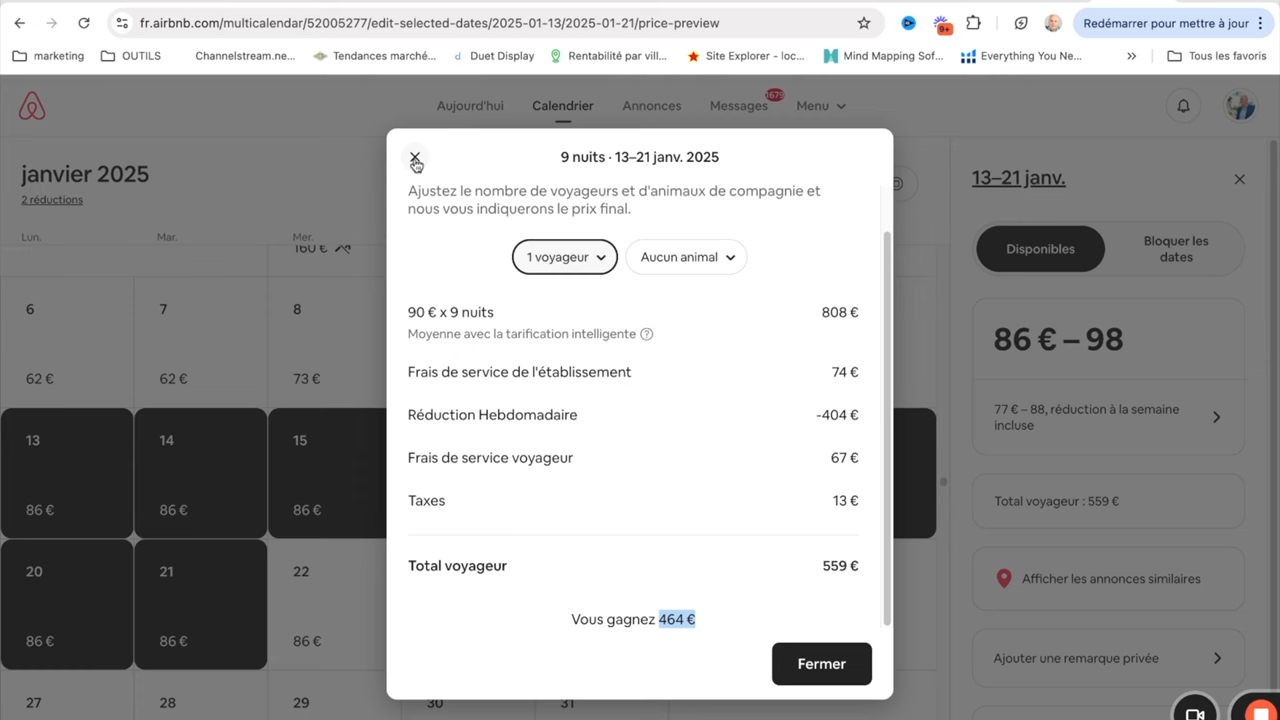 fr.airbnb.com/multicalendar/52005277/edit-selected-dates/2025-01-13/2025-01-21/price-preview
9+
Redémarrer pour mettre à jour
marketing
OUTILS
Channelstream.ne...
Tendances marché...
d
Duet Display
Rentabilité par vill...
Site Explorer - loc...
Mind Mapping Sof...
Everything You Ne...
»
Tous les favoris
Aujourd'hui
Calendrier
Annonces
Messages
Menu
janvier 2025
2 réductions
Lun.
Mar.
Mer.
160 €
6
7
8
62 €
62 €
73 €
13
14
15
86 €
86 €
86 €
20
21
22
86 €
86 €
86 €
27
28
29
30
31
9 nuits · 13–21 janv. 2025
Ajustez le nombre de voyageurs et d'animaux de compagnie et
nous vous indiquerons le prix final.
1 voyageur
Aucun animal
90 € x 9 nuits
808 €
Moyenne avec la tarification intelligente ?
Frais de service de l'établissement
74 €
Réduction Hebdomadaire
-404 €
Frais de service voyageur
67 €
Taxes
13 €
Total voyageur
559 €
Vous gagnez 464 €
Fermer
13–21 janv.
Disponibles
Bloquer les
dates
86 € – 98
77 € – 88, réduction à la semaine
incluse
Total voyageur : 559 €
Afficher les annonces similaires
Ajouter une remarque privée